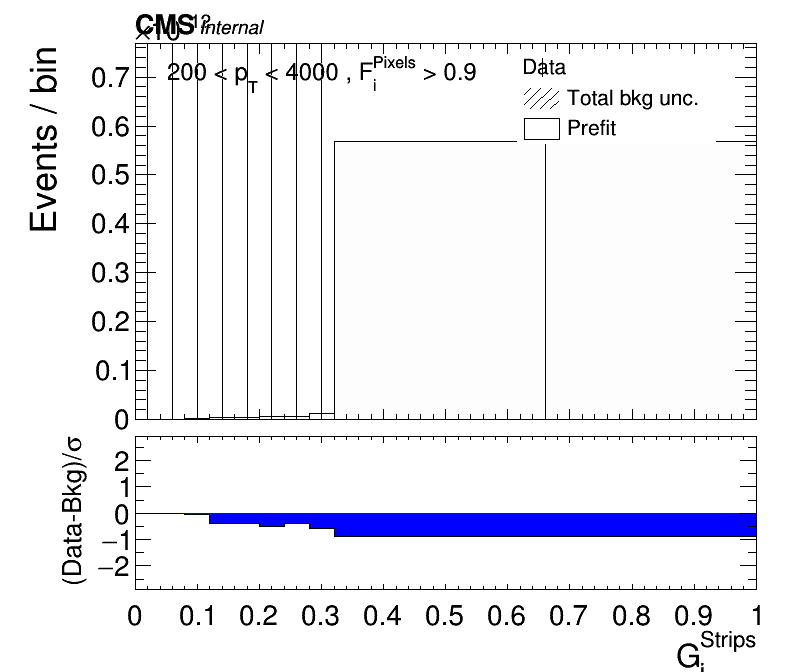 CMS Internal
×10¹²
200 < p_T < 4000 , F_i^Pixels > 0.9
Data
Total bkg unc.
Prefit
Events / bin
0.7
0.6
0.5
0.4
0.3
0.2
0.1
0
(Data-Bkg)/σ
2
1
0
−1
−2
0 0.1 0.2 0.3 0.4 0.5 0.6 0.7 0.8 0.9 1
G_i^Strips